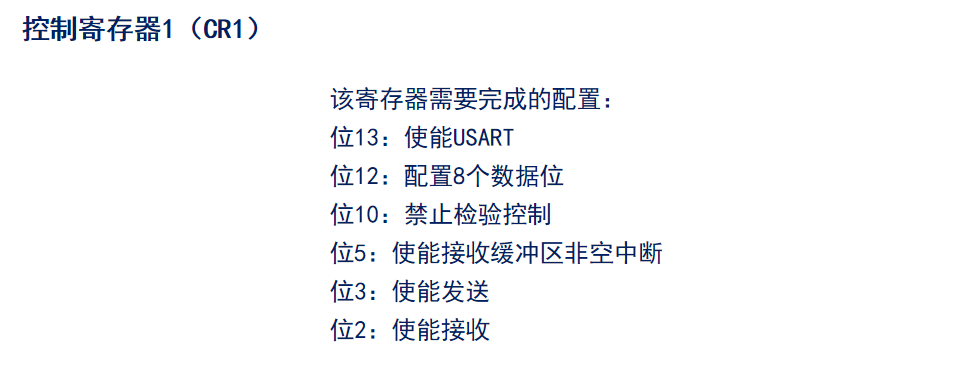 控制寄存器1（CR1）
该寄存器需要完成的配置：
位13：使能USART
位12：配置8个数据位
位10：禁止检验控制
位5：使能接收缓冲区非空中断
位3：使能发送
位2：使能接收